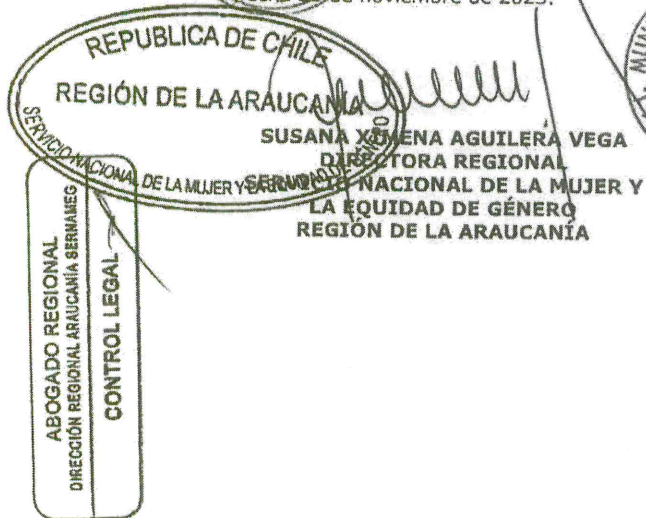 de noviembre de 2023.
REPUBLICA DE CHILE
REGIÓN DE LA ARAUCANÍA
SERVICIO NACIONAL DE LA MUJER Y
SUSANA XIMENA AGUILERA VEGA
DIRECTORA REGIONAL
SERVICIO NACIONAL DE LA MUJER Y
LA EQUIDAD DE GÉNERO
REGIÓN DE LA ARAUCANÍA
ABOGADO REGIONAL
DIRECCIÓN REGIONAL ARAUCANÍA SERNAMEG
CONTROL LEGAL
MUN